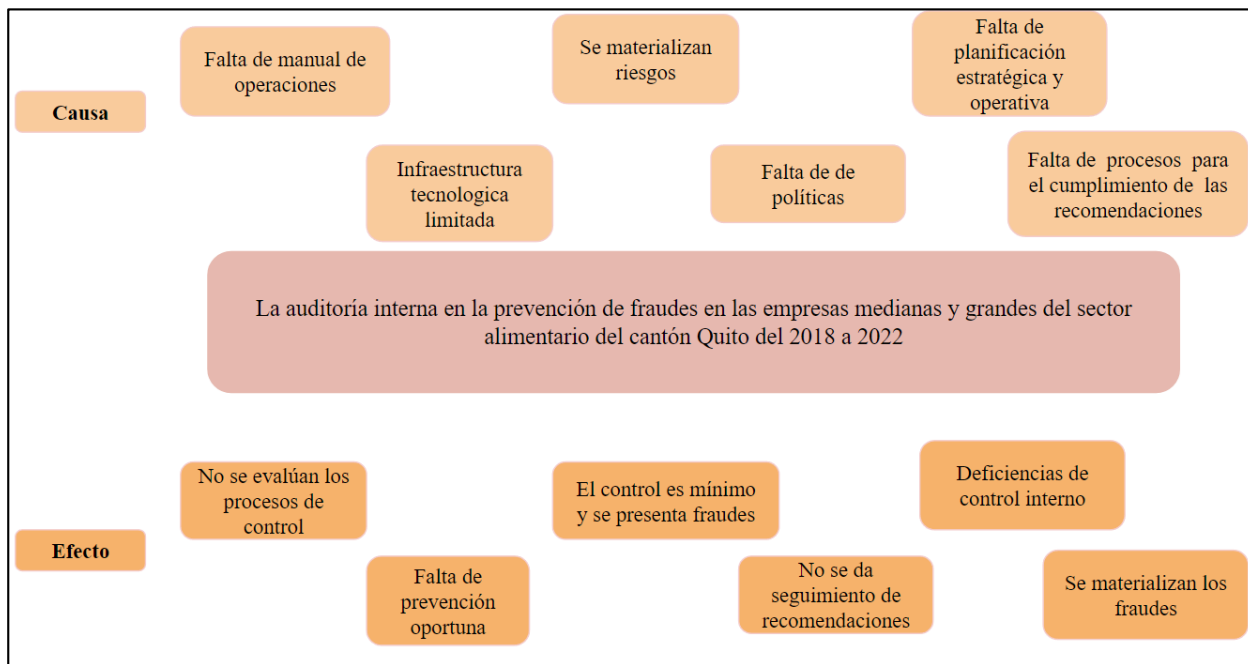 Causa
Falta de manual de
operaciones
Se materializan
riesgos
Falta de
planificación
estratégica y
operativa
Infraestructura
tecnologica
limitada
Falta de de
políticas
Falta de procesos para
el cumplimiento de las
recomendaciones
La auditoría interna en la prevención de fraudes en las empresas medianas y grandes del sector
alimentario del cantón Quito del 2018 a 2022
Efecto
No se evalúan los
procesos de
control
El control es mínimo
y se presenta fraudes
Deficiencias de
control interno
Falta de
prevención
oportuna
No se da
seguimiento de
recomendaciones
Se materializan los
fraudes